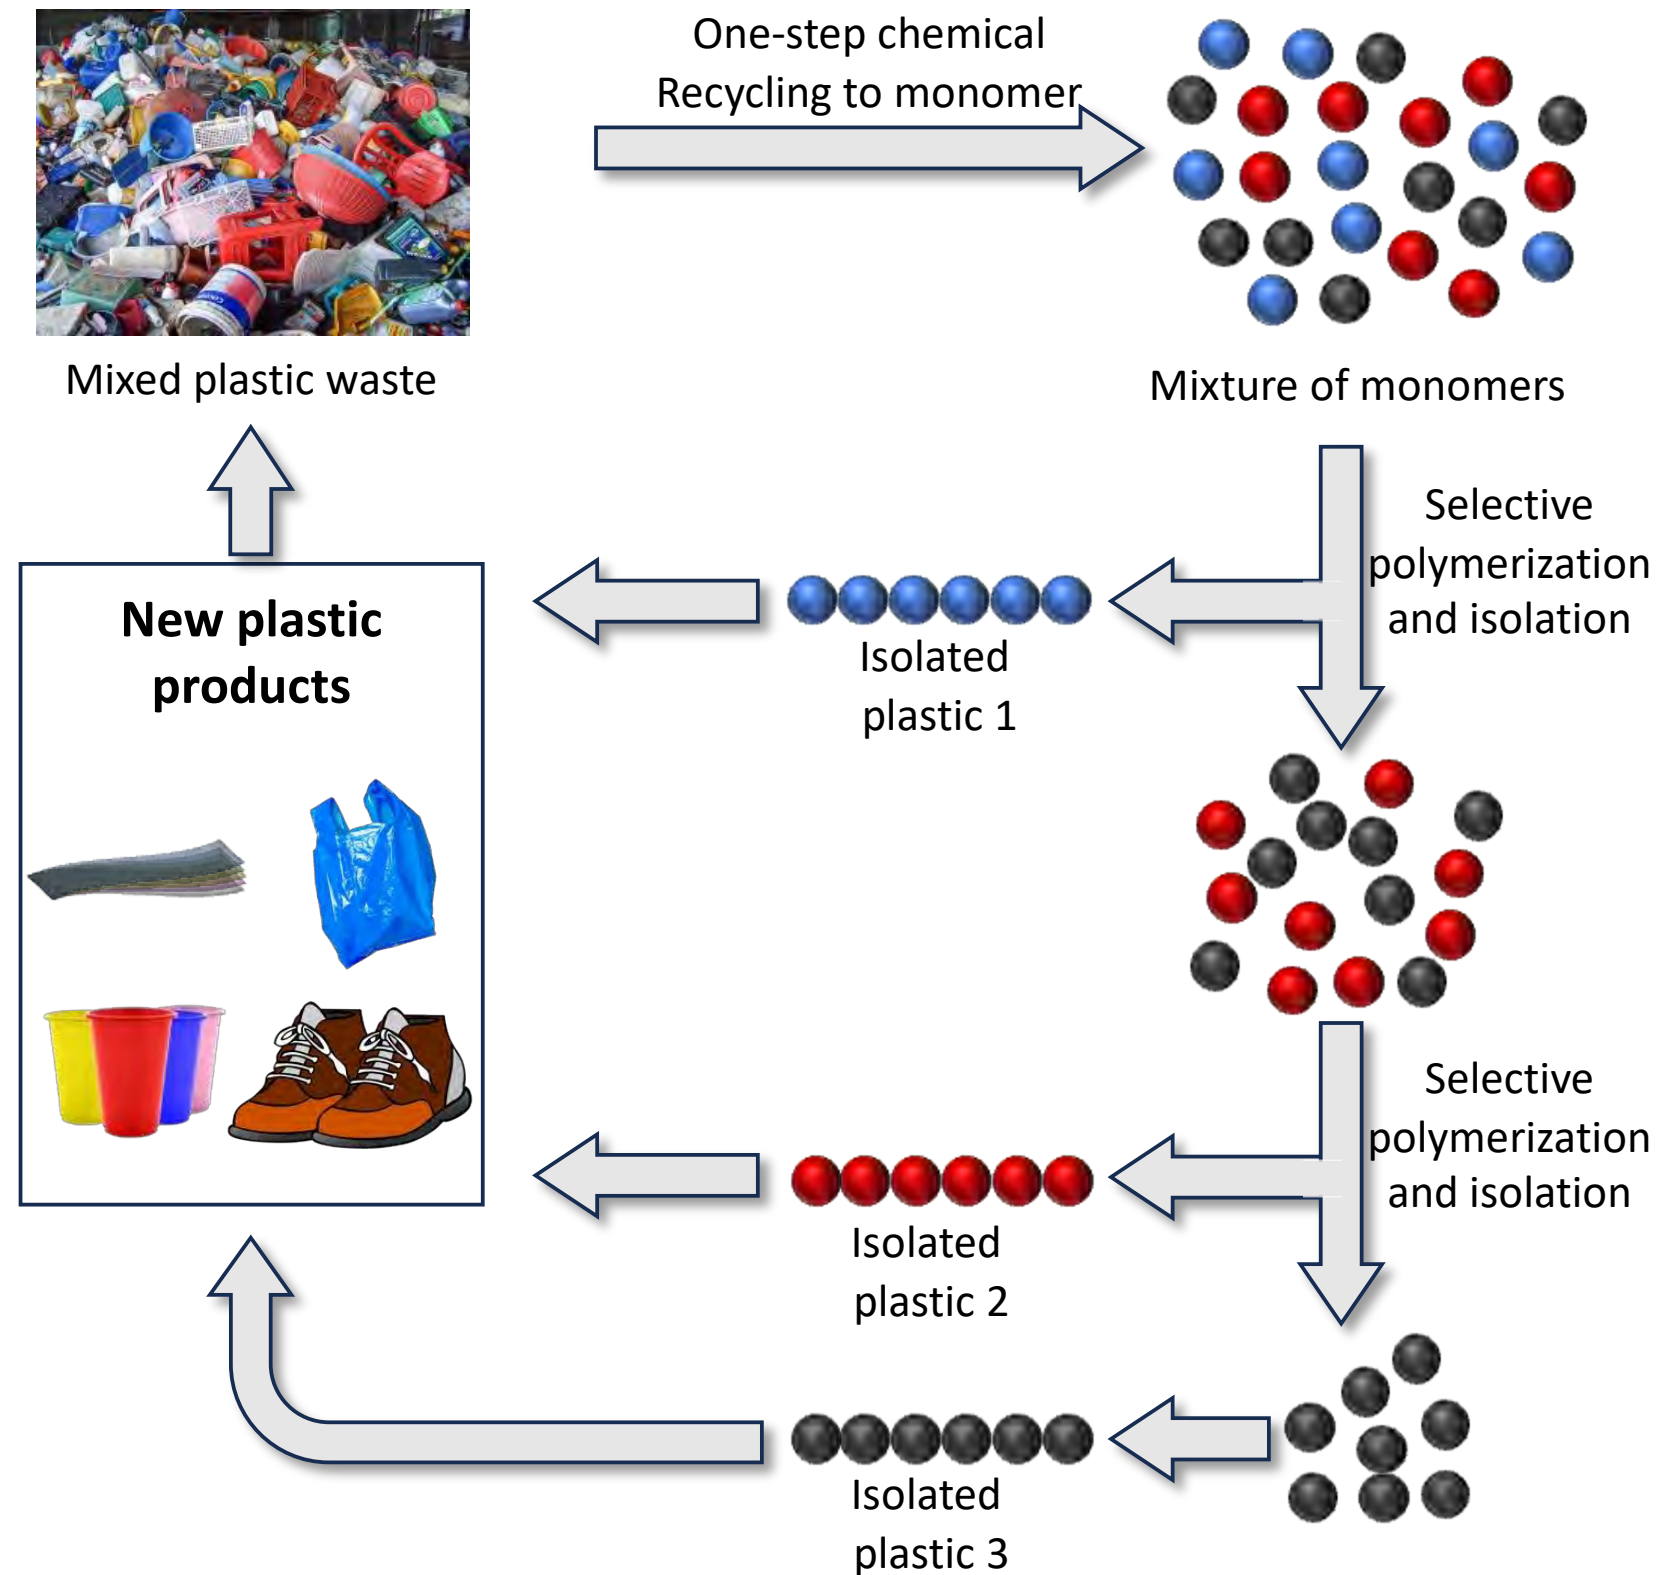 One-step chemical
Recycling to monomer
Mixed plastic waste
Mixture of monomers
Selective
polymerization
and isolation
Isolated
plastic 1
New plastic
products
Selective
polymerization
and isolation
Isolated
plastic 2
Isolated
plastic 3